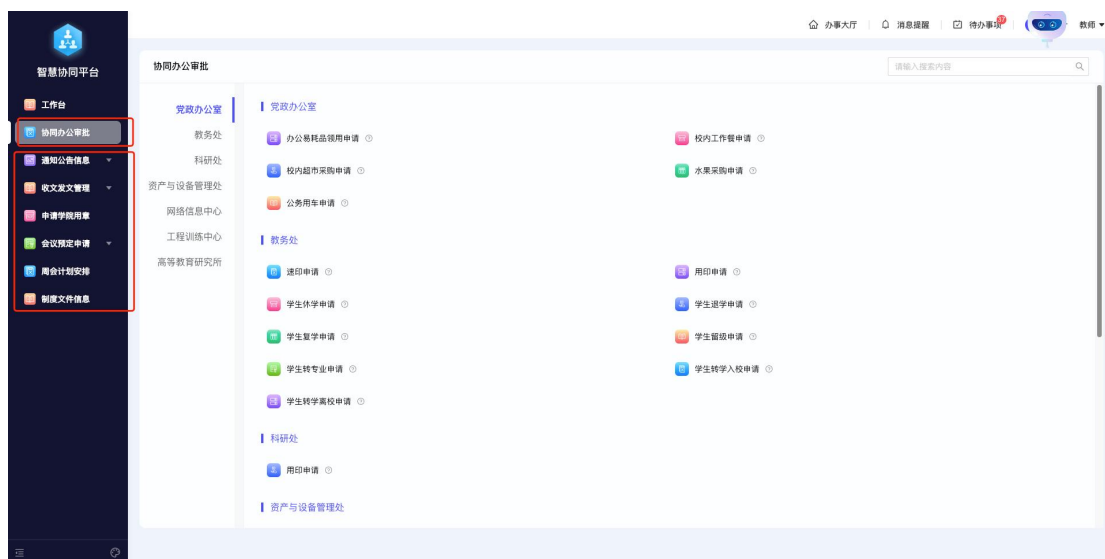 办事大厅
消息提醒
待办事项
37
教师
智慧协同平台
工作台
协同办公审批
通知公告信息
收文发文管理
申请学院用章
会议预定申请
周会计划安排
制度文件信息
协同办公审批
请输入搜索内容
党政办公室
教务处
科研处
资产与设备管理处
网络信息中心
工程训练中心
高等教育研究所
党政办公室
办公易耗品领用申请
校内工作餐申请
校内超市采购申请
水果采购申请
公务用车申请
教务处
速印申请
用印申请
学生休学申请
学生退学申请
学生复学申请
学生留级申请
学生转专业申请
学生转学入校申请
学生转学离校申请
科研处
用印申请
资产与设备管理处